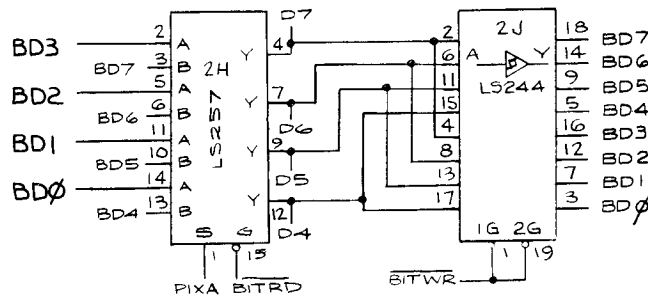 D7
2
A
BD3
BD7
3
B
2H
Y
4
5
A
BD2
BD6
6
B
LS257
Y
7
D6
11
A
BD1
BD5
10
B
Y
9
D5
14
A
BDØ
BD4
13
B
Y
12
D4
S
G
1
15
PIXA
BITRD
2J
2
6
A
Y
11
LS244
15
4
8
13
17
18
BD7
14
BD6
9
BD5
5
BD4
16
BD3
12
BD2
7
BD1
3
BDØ
1G
2G
1
19
BITWR